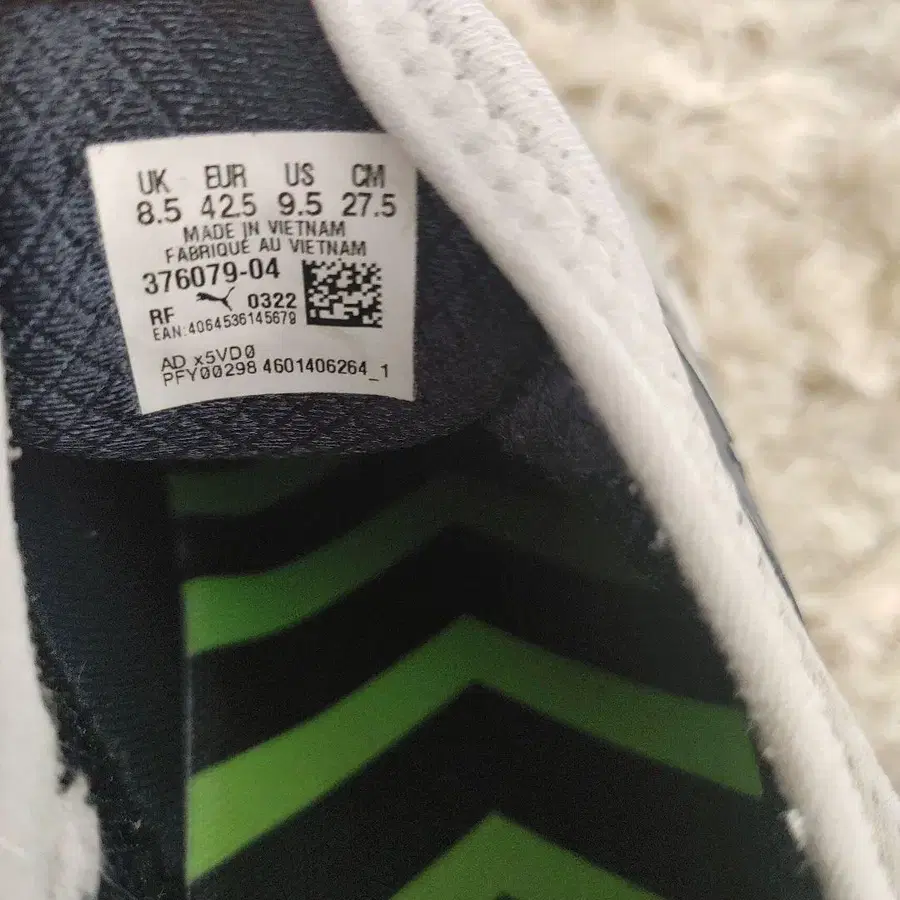 UK EUR US CM
8.5 42.5 9.5 27.5
MADE IN VIETNAM
FABRIQUÉ AU VIETNAM
376079-04
RF 0322
EAN:4064536145679
AD x5VD0
PFY00298 4601406264_1